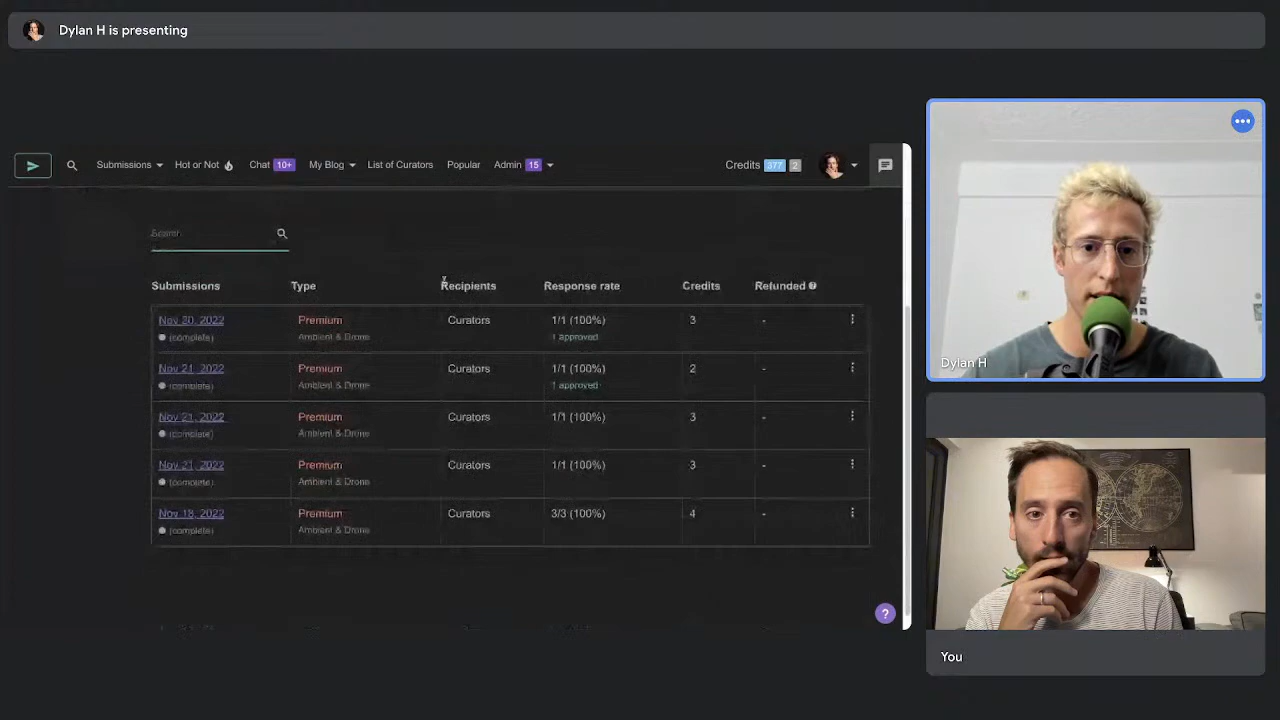 Dylan H is presenting
Submissions Hot or Not Chat 10+ My Blog List of Curators Popular Admin 15 Credits 377 2
Search
Submissions Type Recipients Response rate Credits Refunded ?
Nov 30, 2022 Premium Curators 1/1 (100%) 3 -
(complete) Ambient & Drone 1 approved
Nov 21, 2022 Premium Curators 1/1 (100%) 2 -
(complete) Ambient & Drone 1 approved
Nov 21, 2022 Premium Curators 1/1 (100%) 3 -
(complete) Ambient & Drone
Nov 21, 2022 Premium Curators 1/1 (100%) 3 -
(complete) Ambient & Drone
Nov 18, 2022 Premium Curators 3/3 (100%) 4 -
(complete) Ambient & Drone
?
Dylan H
You